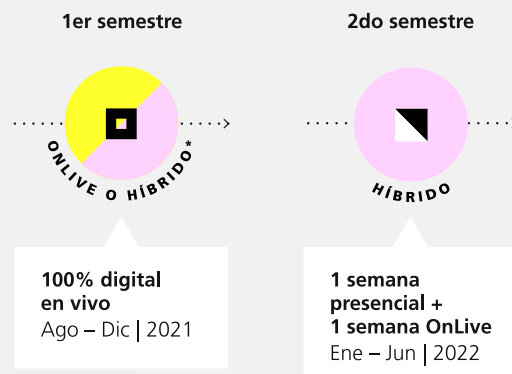 1er semestre
ONLIVE O HÍBRIDO*
100% digital
en vivo
Ago – Dic | 2021
2do semestre
HÍBRIDO
1 semana
presencial +
1 semana OnLive
Ene – Jun | 2022